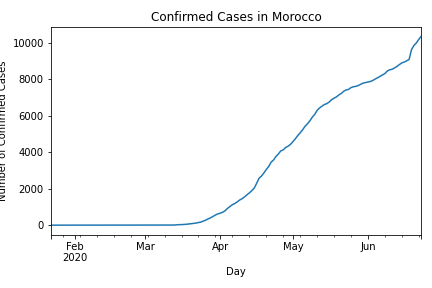 Confirmed Cases in Morocco
Number of Confirmed Cases
10000
8000
6000
4000
2000
0
Feb
2020
Mar
Apr
May
Jun
Day